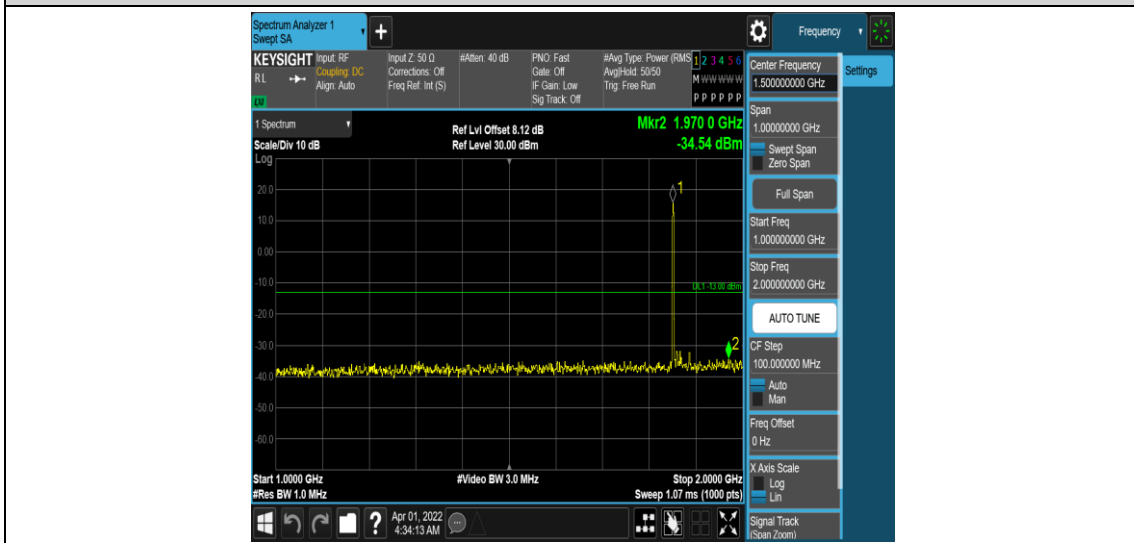 Spectrum Analyzer 1
Swept SA
+
Frequency
KEYSIGHT
RL
LXI
Input: RF
Coupling: DC
Align: Auto
Input Z: 50 Ω
Corrections: Off
Freq Ref: Int (S)
#Atten: 40 dB
PNO: Fast
Gate: Off
IF Gain: Low
Sig Track: Off
#Avg Type: Power (RMS
Avg|Hold: 50/50
Trig: Free Run
1 2 3 4 5 6
M W W W W W
P P P P P P
1 Spectrum
Scale/Div 10 dB
Log
Ref Lvl Offset 8.12 dB
Ref Level 30.00 dBm
Mkr2 1.970 0 GHz
-34.54 dBm
20.0
10.0
0.00
-10.0
-20.0
-30.0
-40.0
-50.0
-60.0
1
DL1 -13.00 dBm
2
Start 1.0000 GHz
#Res BW 1.0 MHz
#Video BW 3.0 MHz
Stop 2.0000 GHz
Sweep 1.07 ms (1000 pts)
?
Apr 01, 2022
4:34:13 AM
Center Frequency
1.500000000 GHz
Settings
Span
1.00000000 GHz
Swept Span
Zero Span
Full Span
Start Freq
1.000000000 GHz
Stop Freq
2.000000000 GHz
AUTO TUNE
CF Step
100.000000 MHz
Auto
Man
Freq Offset
0 Hz
X Axis Scale
Log
Lin
Signal Track
(Span Zoom)